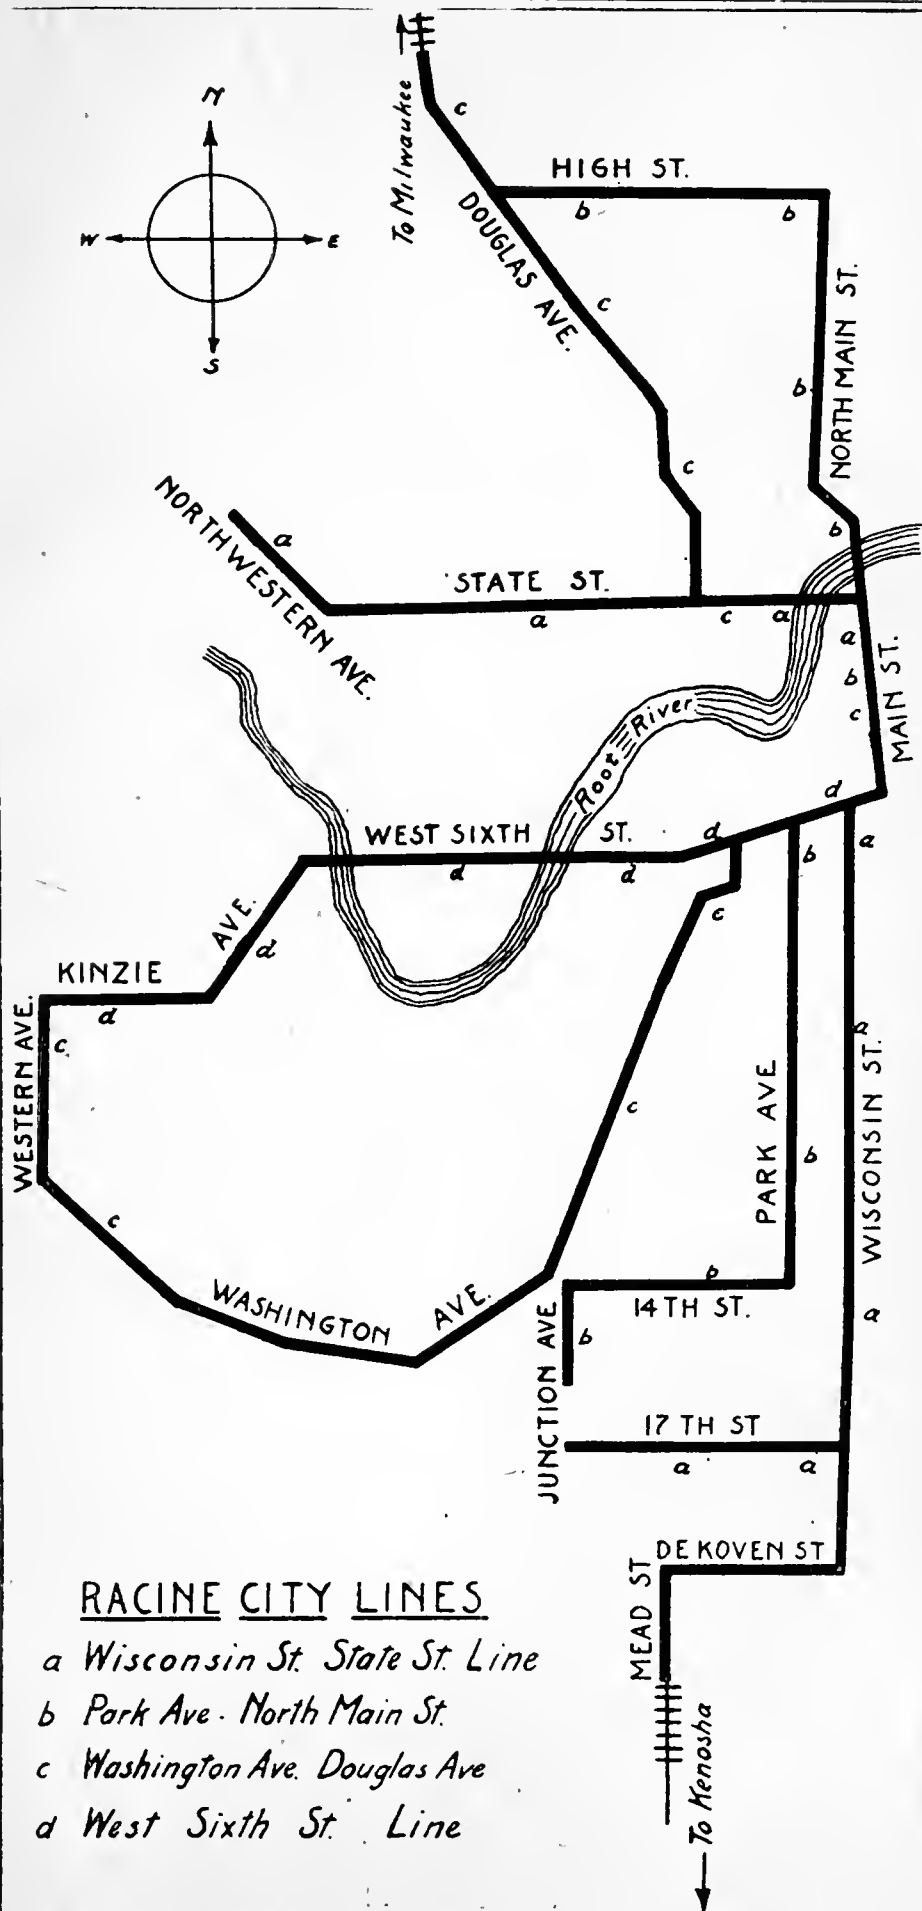 To Milwaukee
c
N
W E
S
HIGH ST.
b b
DOUGLAS AVE.
c
NORTH MAIN ST.
b
c
b
NORTHWESTERN AVE.
a
STATE ST.
a c a
a
b
c
MAIN ST.
Root River
d
WEST SIXTH ST.
d
d d
b
a
c
KINZIE AVE.
d
d
WESTERN AVE.
c
c
WASHINGTON AVE.
c
PARK AVE
b
a
WISCONSIN ST.
a
b
14TH ST.
JUNCTION AVE
b
17TH ST
a a
DE KOVEN ST
MEAD ST
To Kenosha
RACINE CITY LINES
a Wisconsin St. State St. Line
b Park Ave. North Main St.
c Washington Ave. Douglas Ave
d West Sixth St. Line